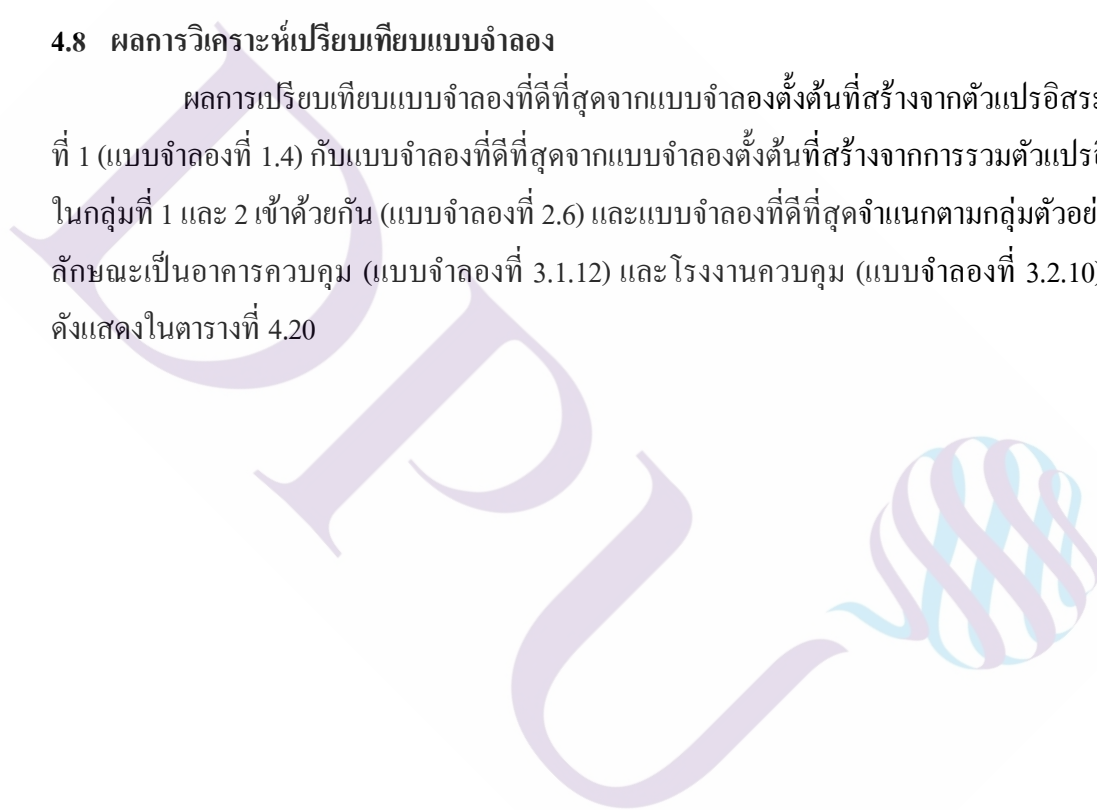 4.8 ผลการวิเคราะห์เปรียบเทียบแบบจำลอง
ผลการเปรียบเทียบแบบจำลองที่ดีที่สุดจากแบบจำลองตั้งต้นที่สร้างจากตัวแปรอิสระ
ที่ 1 (แบบจำลองที่ 1.4) กับแบบจำลองที่ดีที่สุดจากแบบจำลองตั้งต้นที่สร้างจากการรวมตัวแปรอิ
ในกลุ่มที่ 1 และ 2 เข้าด้วยกัน (แบบจำลองที่ 2.6) และแบบจำลองที่ดีที่สุดจำแนกตามกลุ่มตัวอย่
ลักษณะเป็นอาคารควบคุม (แบบจำลองที่ 3.1.12) และโรงงานควบคุม (แบบจำลองที่ 3.2.10)
ดังแสดงในตารางที่ 4.20
DPU